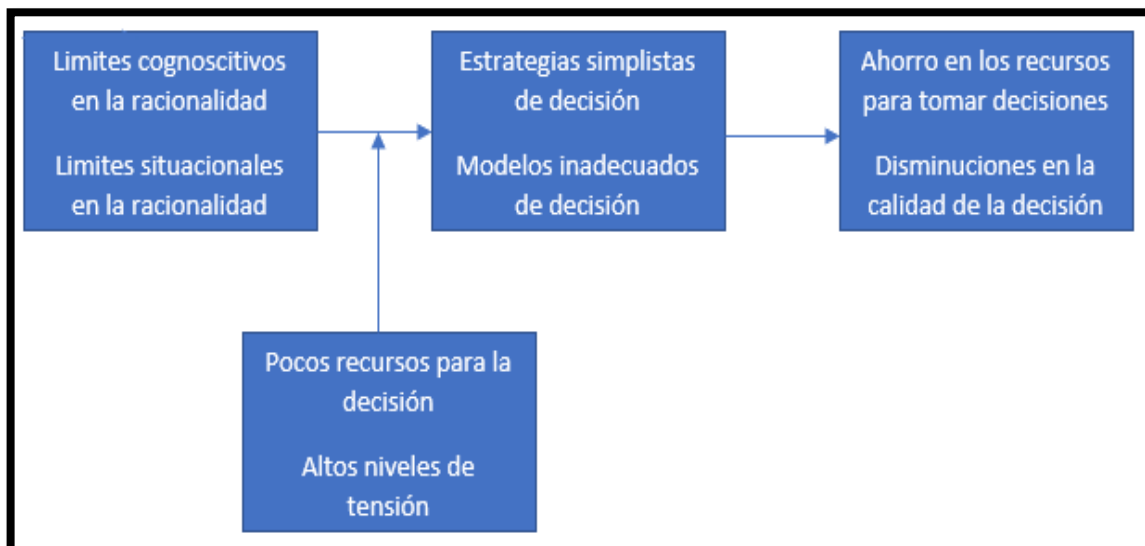 Limites cognoscitivos
en la racionalidad
Limites situacionales
en la racionalidad
Estrategias simplistas
de decisión
Modelos inadecuados
de decisión
Ahorro en los recursos
para tomar decisiones
Disminuciones en la
calidad de la decisión
Pocos recursos para la
decisión
Altos niveles de
tensión